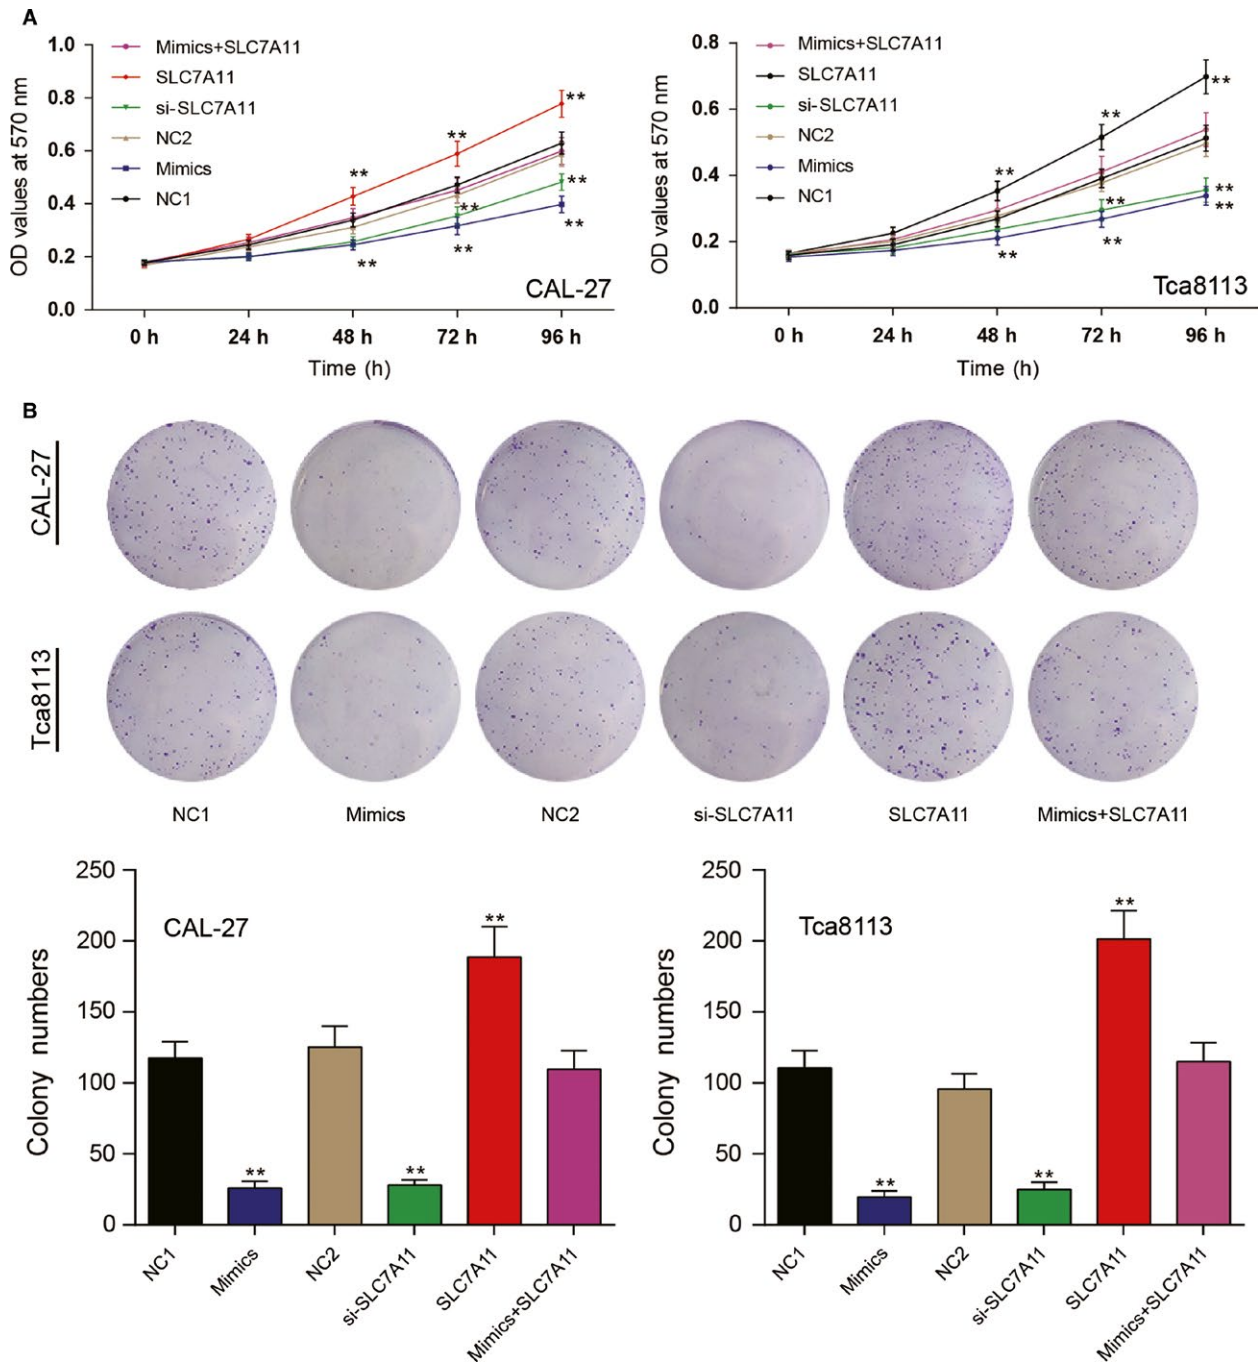 A
OD values at 570 nm
1.0
0.8
0.6
0.4
0.2
0.0
Mimics+SLC7A11
SLC7A11
si-SLC7A11
NC2
Mimics
NC1
**
**
**
**
**
**
**
**
CAL-27
0 h 24 h 48 h 72 h 96 h
Time (h)
OD values at 570 nm
0.8
0.6
0.4
0.2
0.0
Mimics+SLC7A11
SLC7A11
si-SLC7A11
NC2
Mimics
NC1
**
**
**
**
**
**
**
**
Tca8113
0 h 24 h 48 h 72 h 96 h
Time (h)
B
CAL-27
Tca8113
NC1 Mimics NC2 si-SLC7A11 SLC7A11 Mimics+SLC7A11
Colony numbers
250
200
150
100
50
0
CAL-27
**
**
**
NC1 Mimics NC2 si-SLC7A11 SLC7A11 Mimics+SLC7A11
Colony numbers
250
200
150
100
50
0
Tca8113
**
**
**
NC1 Mimics NC2 si-SLC7A11 SLC7A11 Mimics+SLC7A11